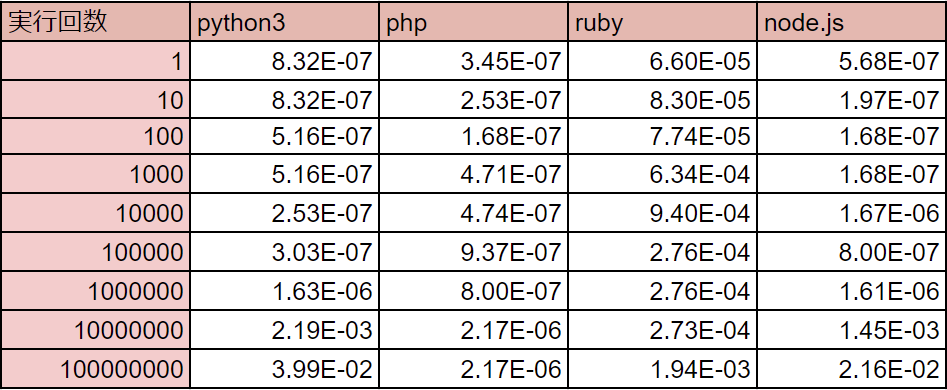 実行回数 python3 php ruby node.js
1 8.32E-07 3.45E-07 6.60E-05 5.68E-07
10 8.32E-07 2.53E-07 8.30E-05 1.97E-07
100 5.16E-07 1.68E-07 7.74E-05 1.68E-07
1000 5.16E-07 4.71E-07 6.34E-04 1.68E-07
10000 2.53E-07 4.74E-07 9.40E-04 1.67E-06
100000 3.03E-07 9.37E-07 2.76E-04 8.00E-07
1000000 1.63E-06 8.00E-07 2.76E-04 1.61E-06
10000000 2.19E-03 2.17E-06 2.73E-04 1.45E-03
100000000 3.99E-02 2.17E-06 1.94E-03 2.16E-02